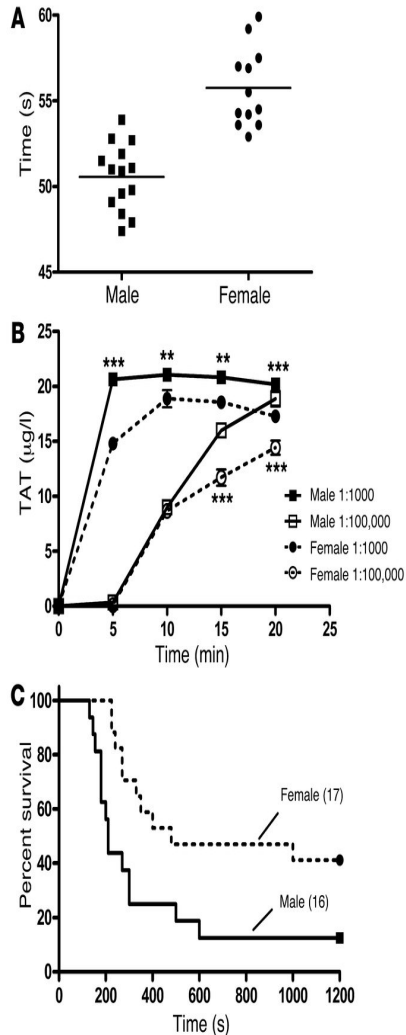 A
60
55
50
45
Time (s)
Male Female
B
25
20
15
10
5
0
TAT (μg/l)
*** ** ** ***
***
***
Male 1:1000
Male 1:100,000
Female 1:1000
Female 1:100,000
0 5 10 15 20 25
Time (min)
C
100
80
60
40
20
0
Percent survival
Female (17)
Male (16)
0 200 400 600 800 1000 1200
Time (s)